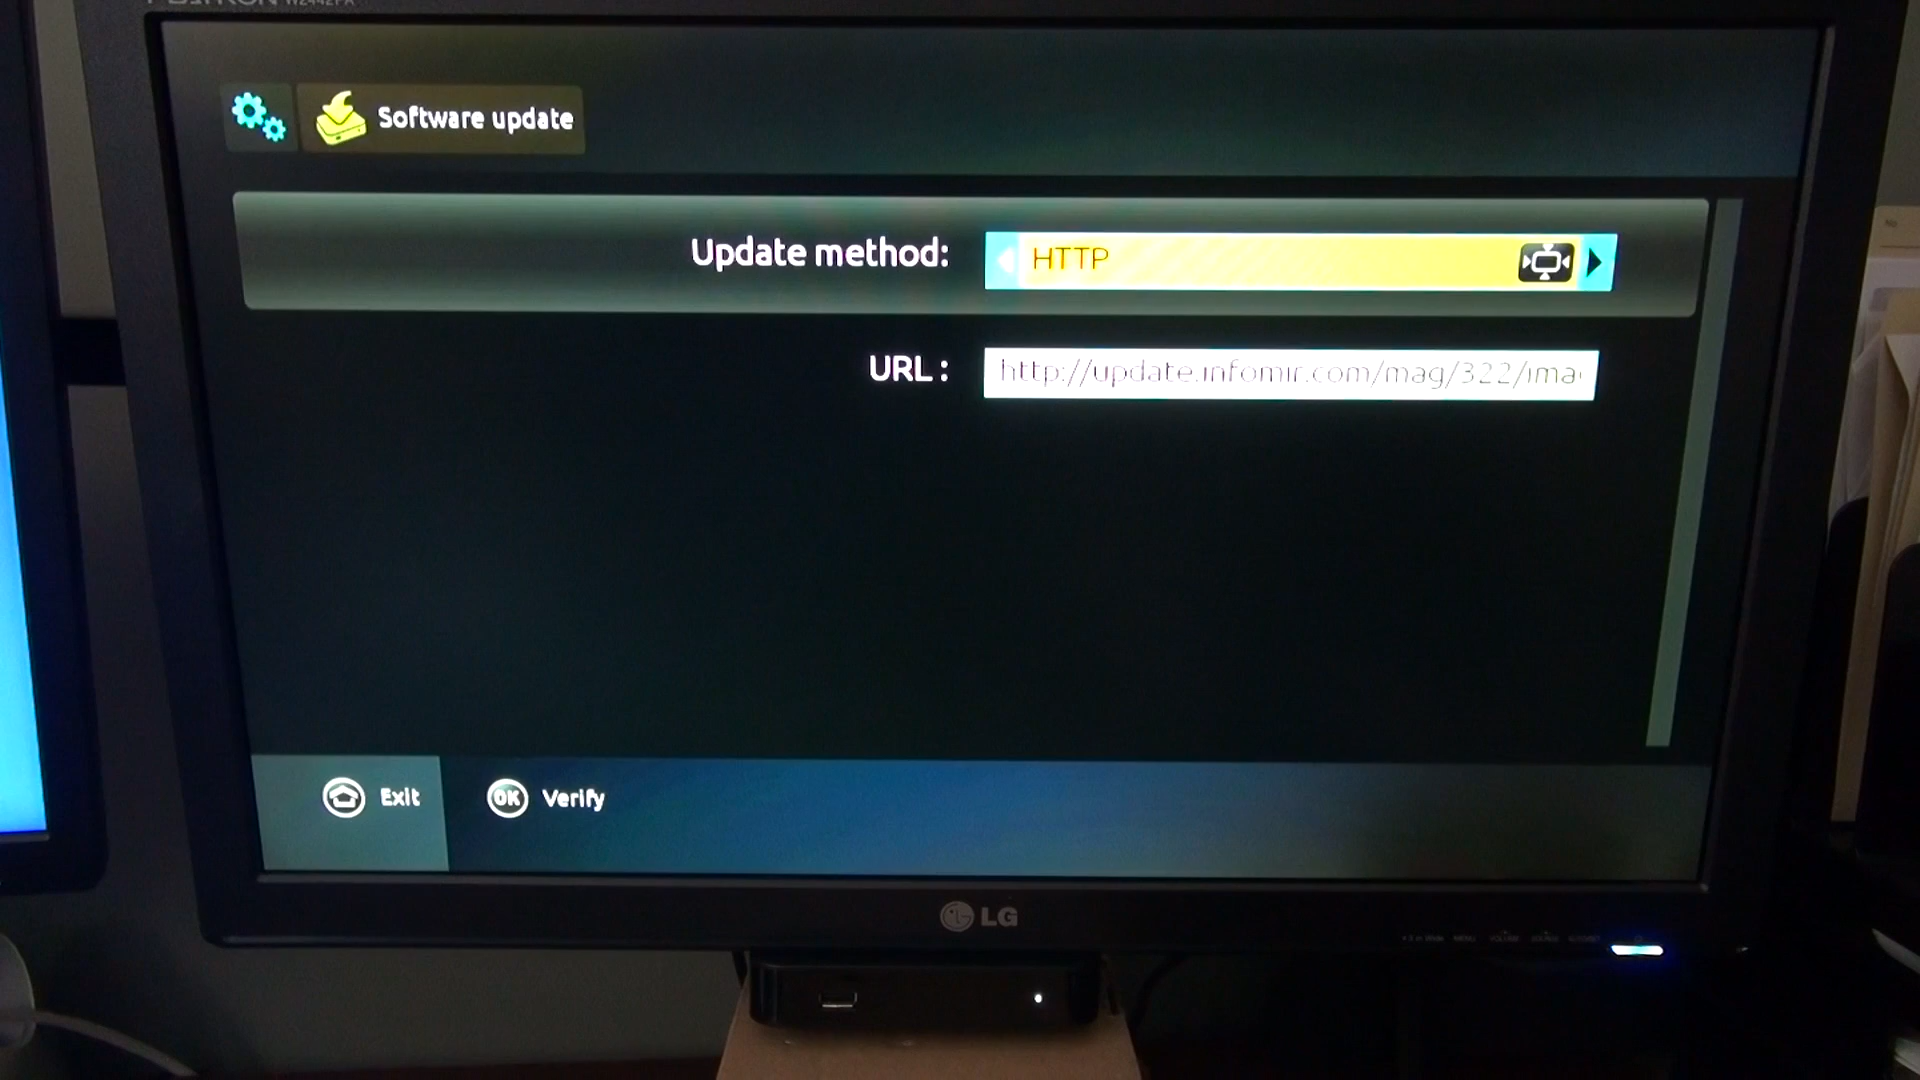 Software update
Update method:
HTTP
URL :
http://update.infomir.com/mag/322/ima
Exit
OK
Verify
LG